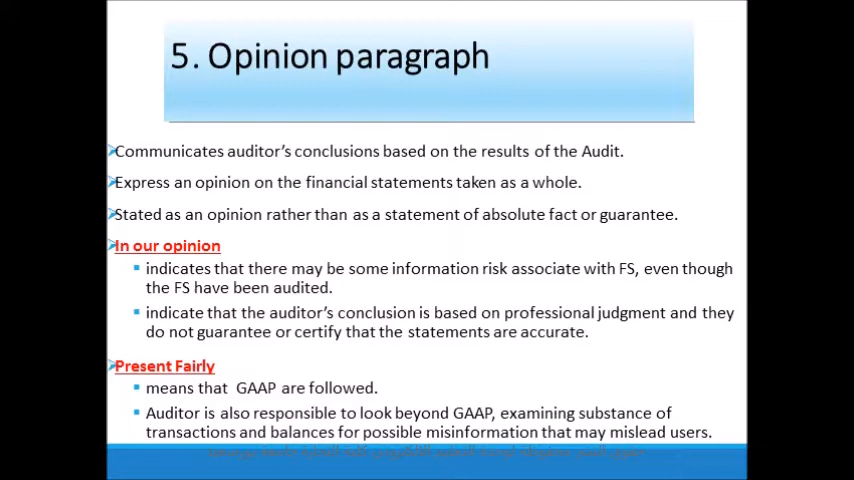 5. Opinion paragraph
Communicates auditor's conclusions based on the results of the Audit.
Express an opinion on the financial statements taken as a whole.
Stated as an opinion rather than as a statement of absolute fact or guarantee.
In our opinion
indicates that there may be some information risk associate with FS, even though
the FS have been audited.
indicate that the auditor's conclusion is based on professional judgment and they
do not guarantee or certify that the statements are accurate.
Present Fairly
means that GAAP are followed.
Auditor is also responsible to look beyond GAAP, examining substance of
transactions and balances for possible misinformation that may mislead users.